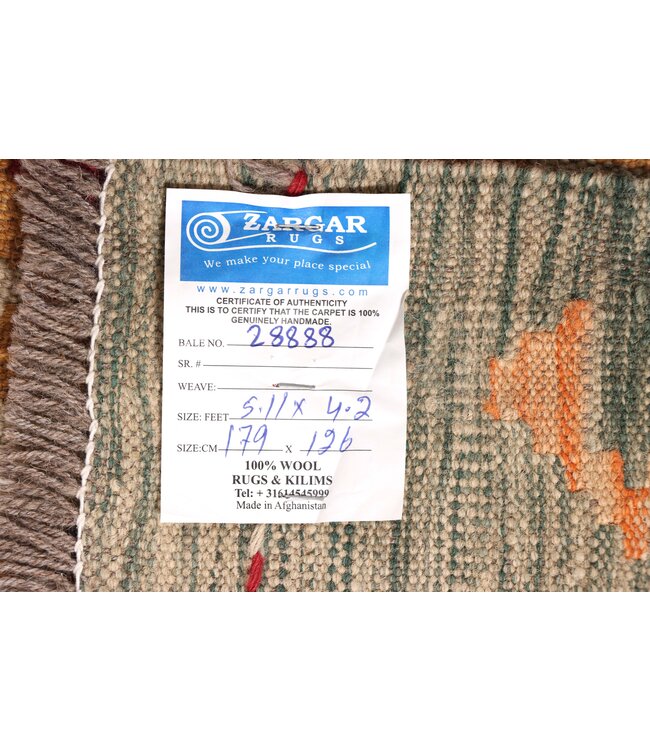 ZARGAR
RUGS
We make your place special
www.zargarrugs.com
CERTIFICATE OF AUTHENTICITY
THIS IS TO CERTIFY THAT THE CARPET IS 100%
GENUINELY HANDMADE.
BALE NO. 28888
SR. #
WEAVE:
SIZE: FEET 5.11 x 4.2
SIZE:CM 179 X 126
100% WOOL
RUGS & KILIMS
Tel: + 31614545999
Made in Afghanistan